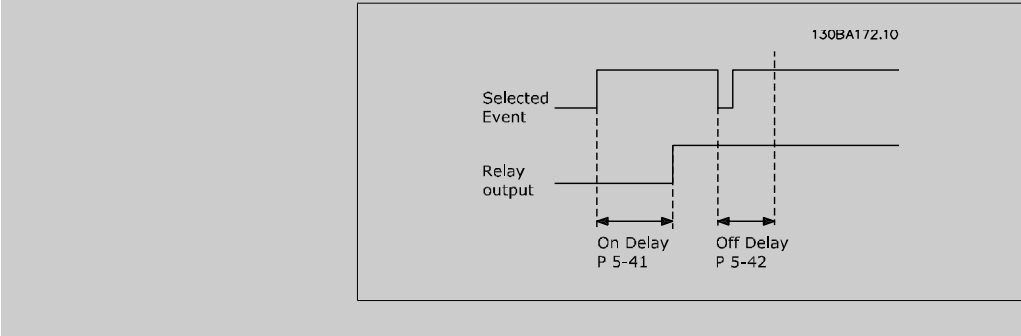 130BA172.10
Selected
Event
Relay
output
On Delay
P 5-41
Off Delay
P 5-42